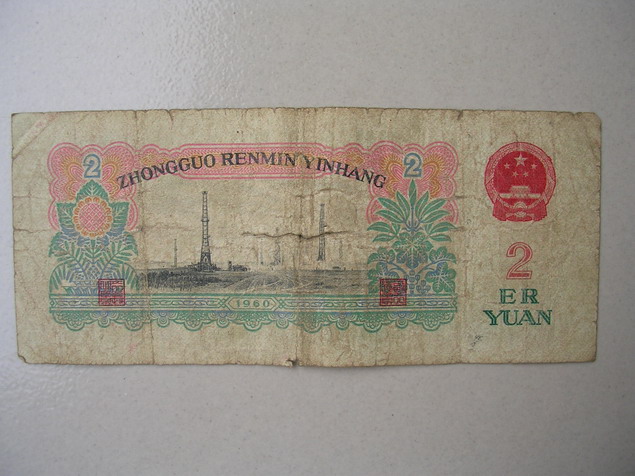 2 2
ZHONGGUO RENMIN YINHANG
1960
2
ER
YUAN